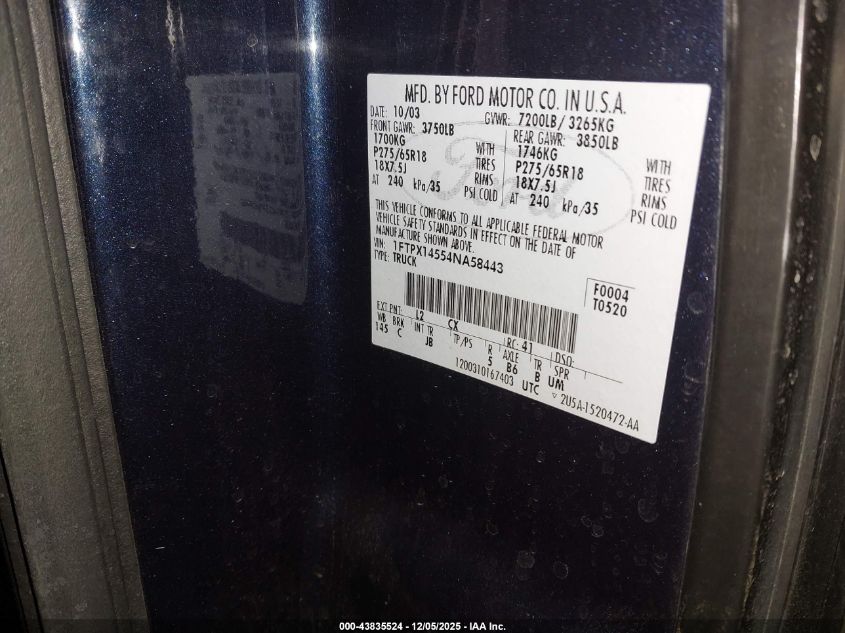 MFD. BY FORD MOTOR CO. IN U.S.A.
DATE: 10/03 GVWR: 7200LB/ 3265KG
FRONT GAWR: 3750LB REAR GAWR: 3850LB
1700KG WITH 1746KG WITH
P275/65R18 TIRES P275/65R18 TIRES
18X7.5J RIMS 18X7.5J RIMS
AT 240 kPa/35 PSI COLD AT 240 kPa/35 PSI COLD
Ford
THIS VEHICLE CONFORMS TO ALL APPLICABLE FEDERAL MOTOR
VEHICLE SAFETY STANDARDS IN EFFECT ON THE DATE OF
MANUFACTURE SHOWN ABOVE.
VIN: 1FTPX14554NA58443
TYPE: TRUCK
F0004
T0520
EXT PNT: L2 CX RC: 41 DSO:
WB BRK INT TR TP/PS R AXLE TR SPR
145 C JB 5 B6 B UM
1200310167403 UTC
2U5A-1520472-AA
000-43835524 - 12/05/2025 - IAA Inc.